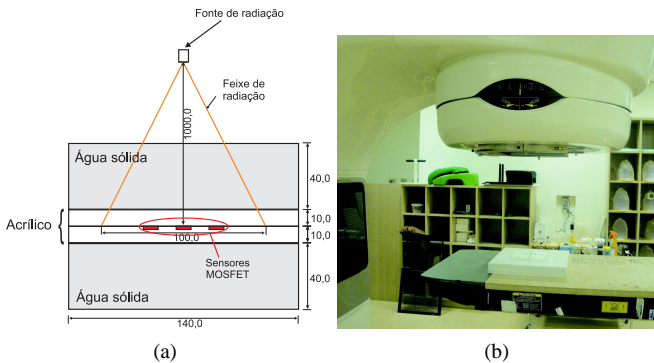 Fonte de radiação
Feixe de
radiação
1000,0
Água sólida
40,0
Acrílico
10,0
10,0
100,0
Sensores
MOSFET
40,0
Água sólida
140,0
(a)
(b)